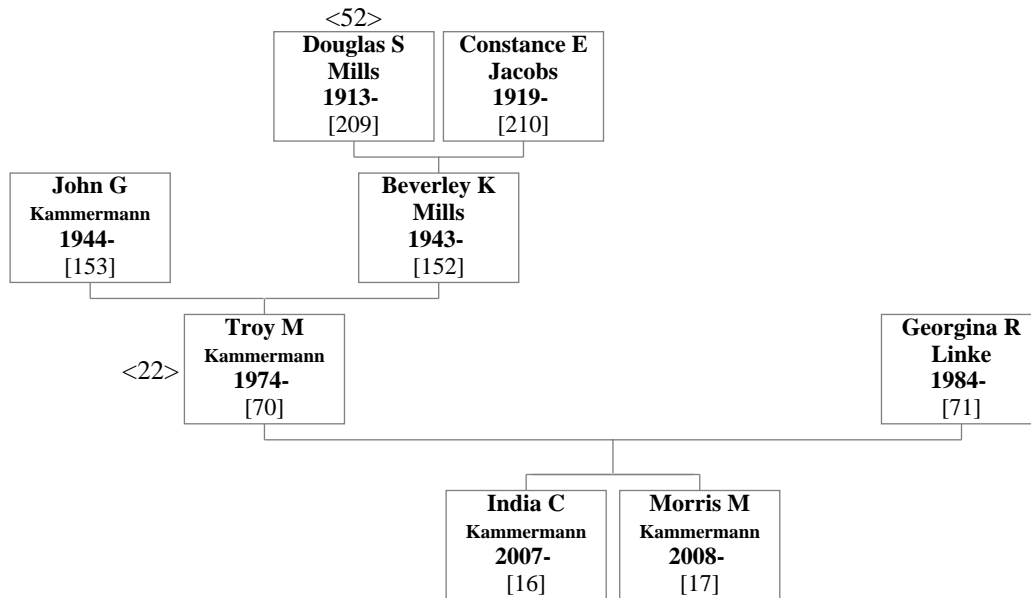 <52>
Douglas S
Mills
1913-
[209]
Constance E
Jacobs
1919-
[210]
John G
Kammermann
1944-
[153]
Beverley K
Mills
1943-
[152]
<22>
Troy M
Kammermann
1974-
[70]
Georgina R
Linke
1984-
[71]
India C
Kammermann
2007-
[16]
Morris M
Kammermann
2008-
[17]